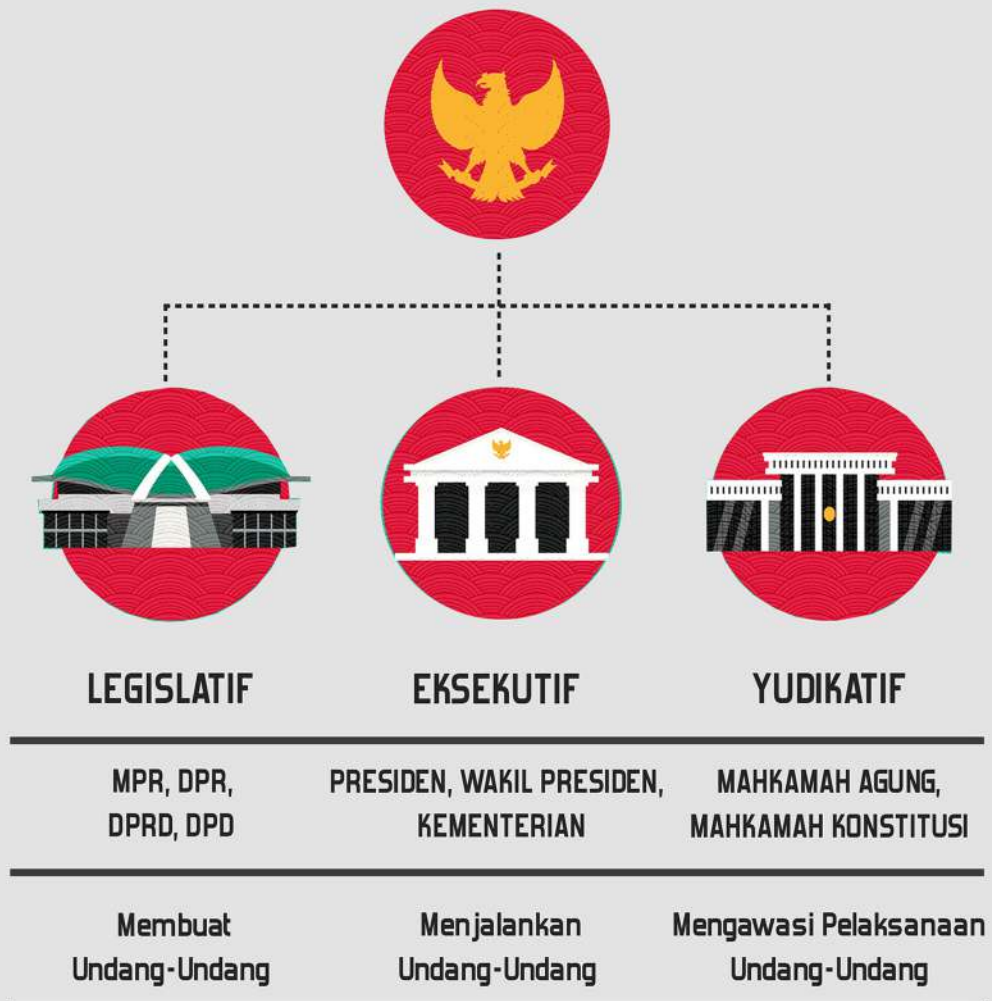 LEGISLATIF
EKSEKUTIF
YUDIKATIF
MPR, DPR,
DPRD, DPD
PRESIDEN, WAKIL PRESIDEN,
KEMENTERIAN
MAHKAMAH AGUNG,
MAHKAMAH KONSTITUSI
Membuat
Undang-Undang
Menjalankan
Undang-Undang
Mengawasi Pelaksanaan
Undang-Undang